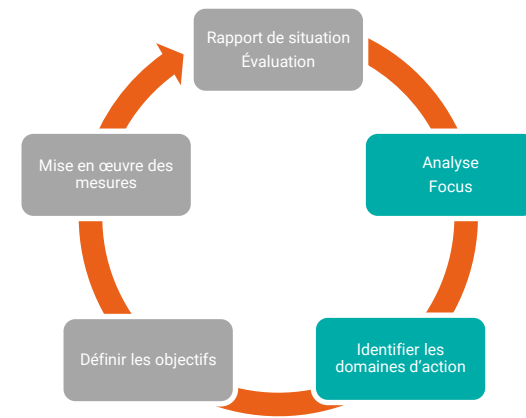 Rapport de situation
Évaluation
Analyse
Focus
Identifier les
domaines d‘action
Définir les objectifs
Mise en œuvre des
mesures